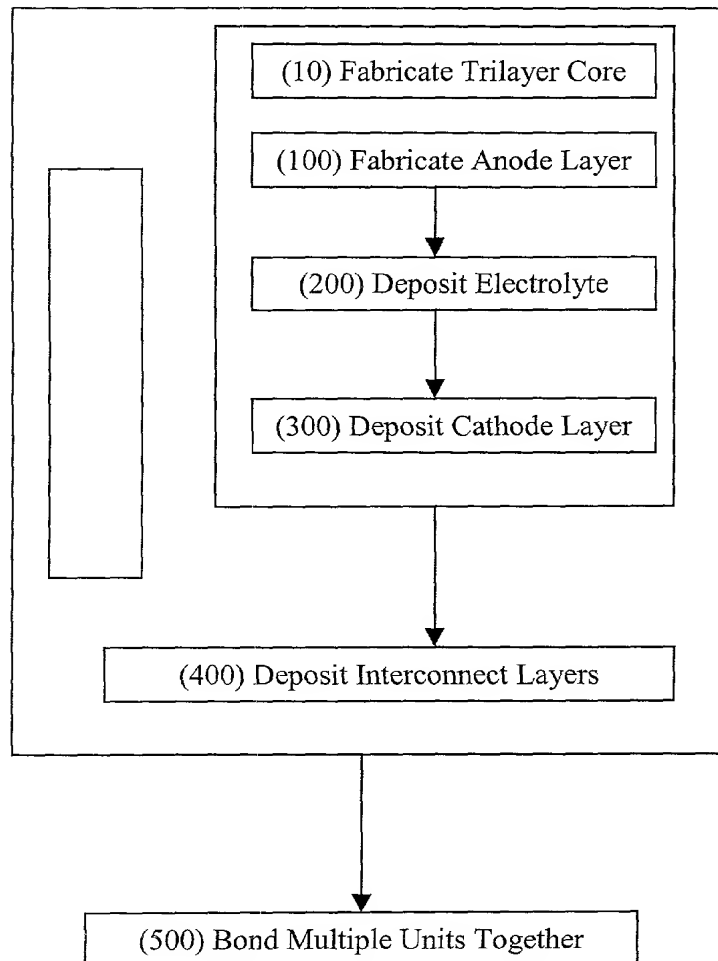 (10) Fabricate Trilayer Core
(100) Fabricate Anode Layer
(200) Deposit Electrolyte
(300) Deposit Cathode Layer
(400) Deposit Interconnect Layers
(500) Bond Multiple Units Together